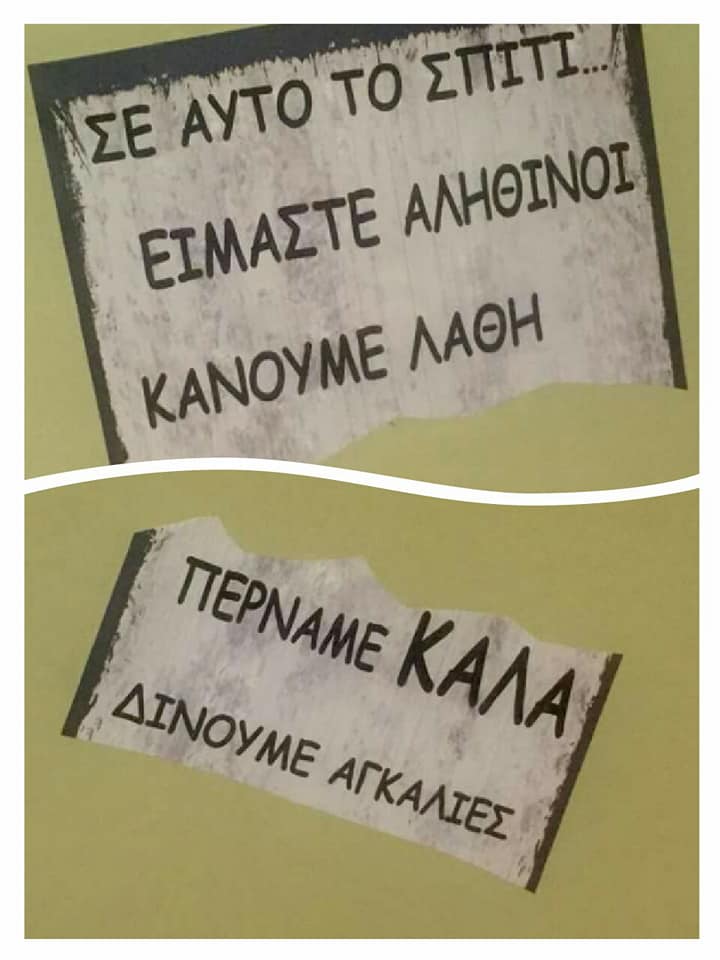 ΣΕ ΑΥΤΟ ΤΟ ΣΠΙΤΙ...
ΕΙΜΑΣΤΕ ΑΛΗΘΙΝΟΙ
ΚΑΝΟΥΜΕ ΛΑΘΗ
ΠΕΡΝΑΜΕ ΚΑΛΑ
ΔΙΝΟΥΜΕ ΑΓΚΑΛΙΕΣ